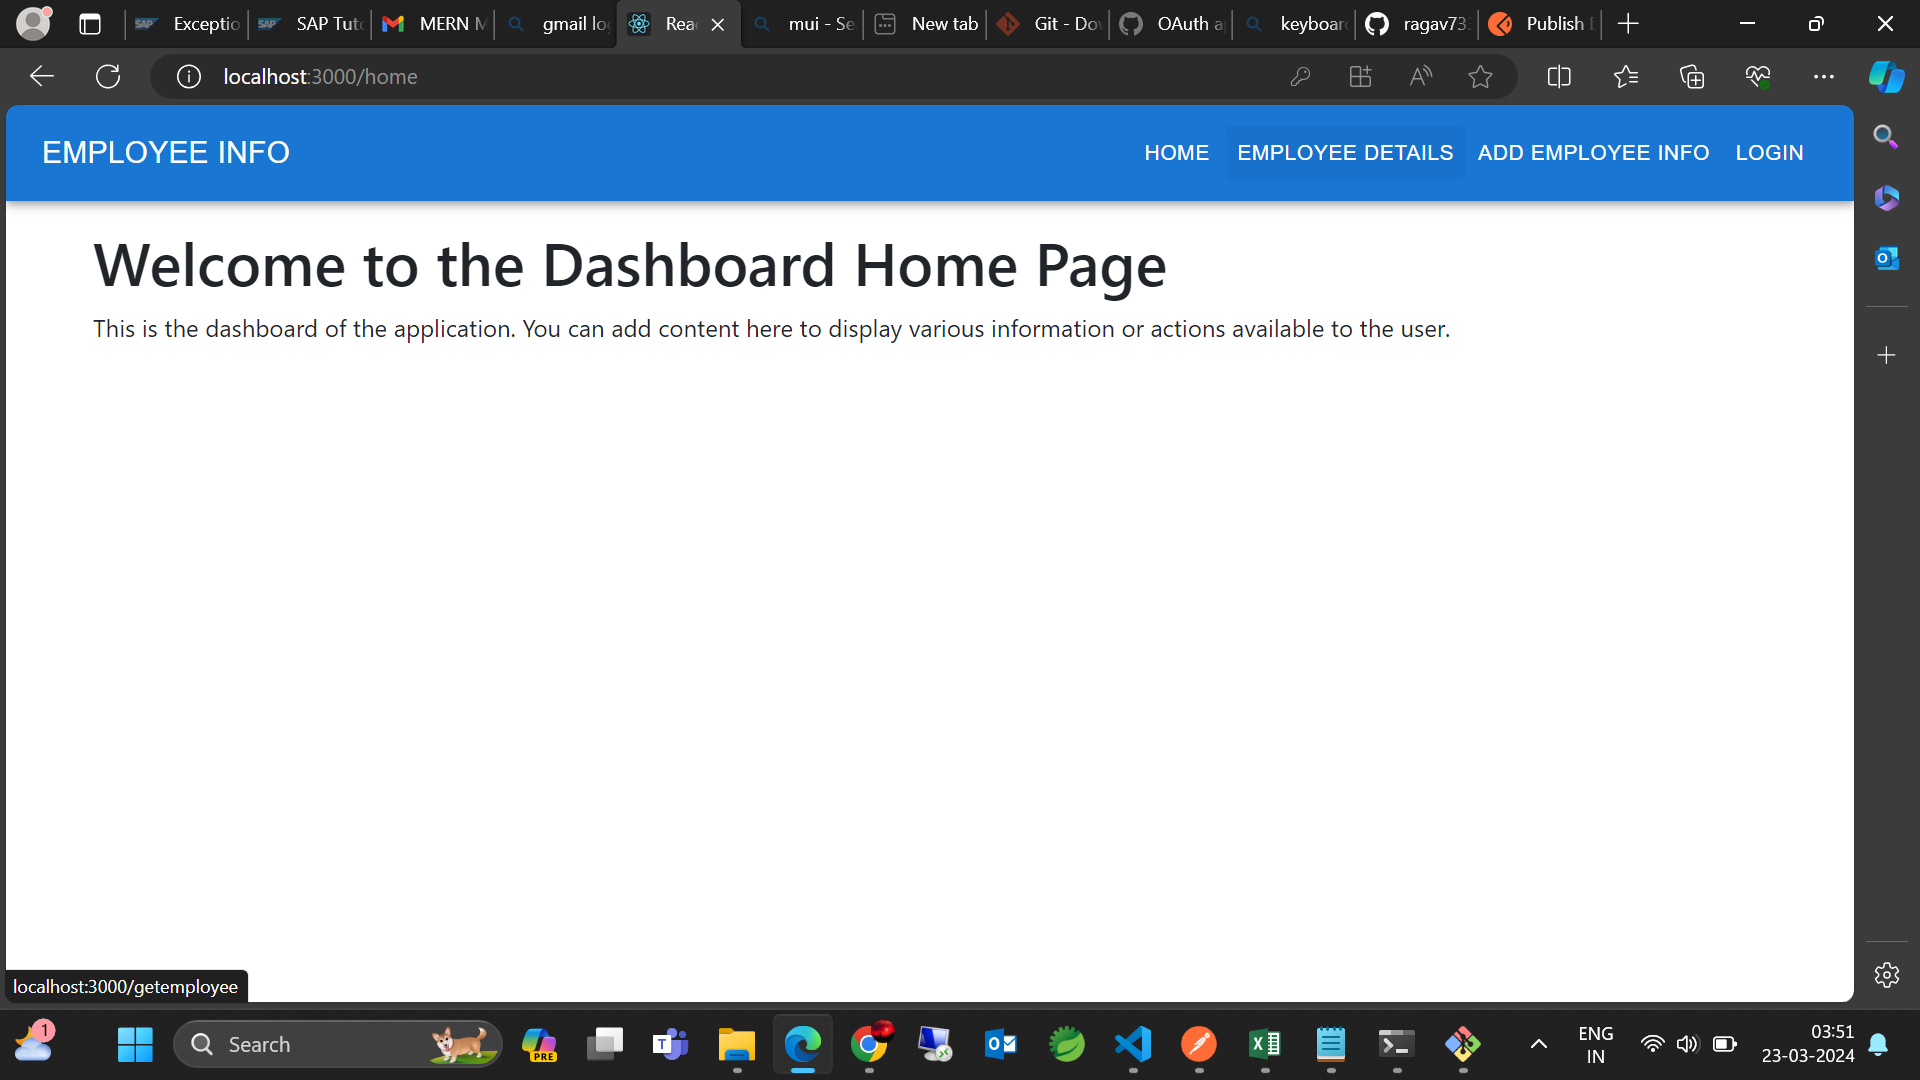 Exceptio
SAP Tuto
MERN M
gmail lo
Rea
mui - Se
New tab
Git - Do
OAuth a
keyboar
ragav73
Publish
localhost:3000/home
EMPLOYEE INFO
HOME
EMPLOYEE DETAILS
ADD EMPLOYEE INFO
LOGIN
Welcome to the Dashboard Home Page
This is the dashboard of the application. You can add content here to display various information or actions available to the user.
localhost:3000/getemployee
1
Search
PRE
ENG
IN
03:51
23-03-2024